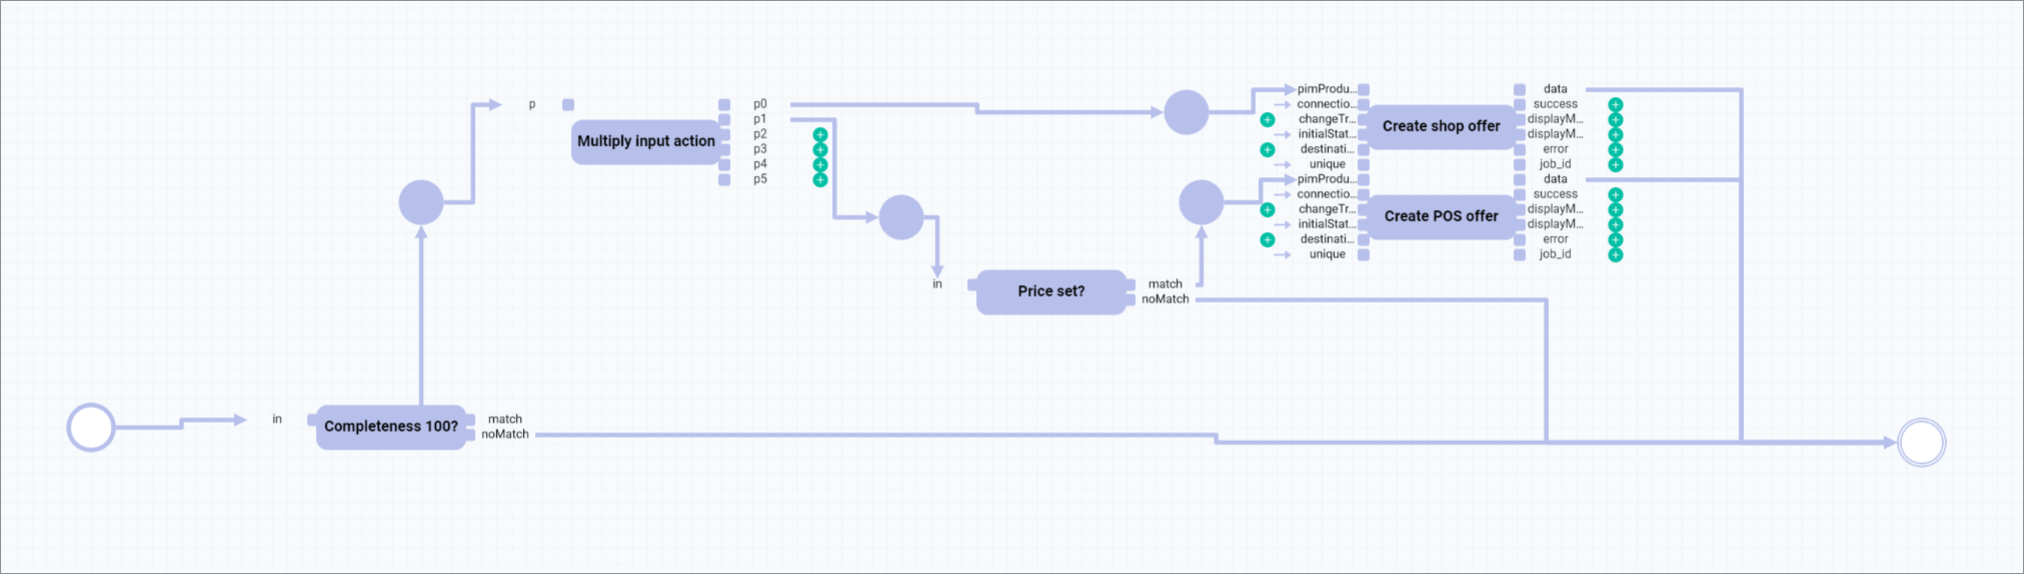 p
Multiply input action
p0
p1
p2
p3
p4
p5
pimProdu...
connectio...
changeTr...
initialStat...
destinati...
unique
Create shop offer
data
success
displayM...
displayM...
error
job_id
pimProdu...
connectio...
changeTr...
initialStat...
destinati...
unique
Create POS offer
data
success
displayM...
displayM...
error
job_id
in
Price set?
match
noMatch
in
Completeness 100?
match
noMatch